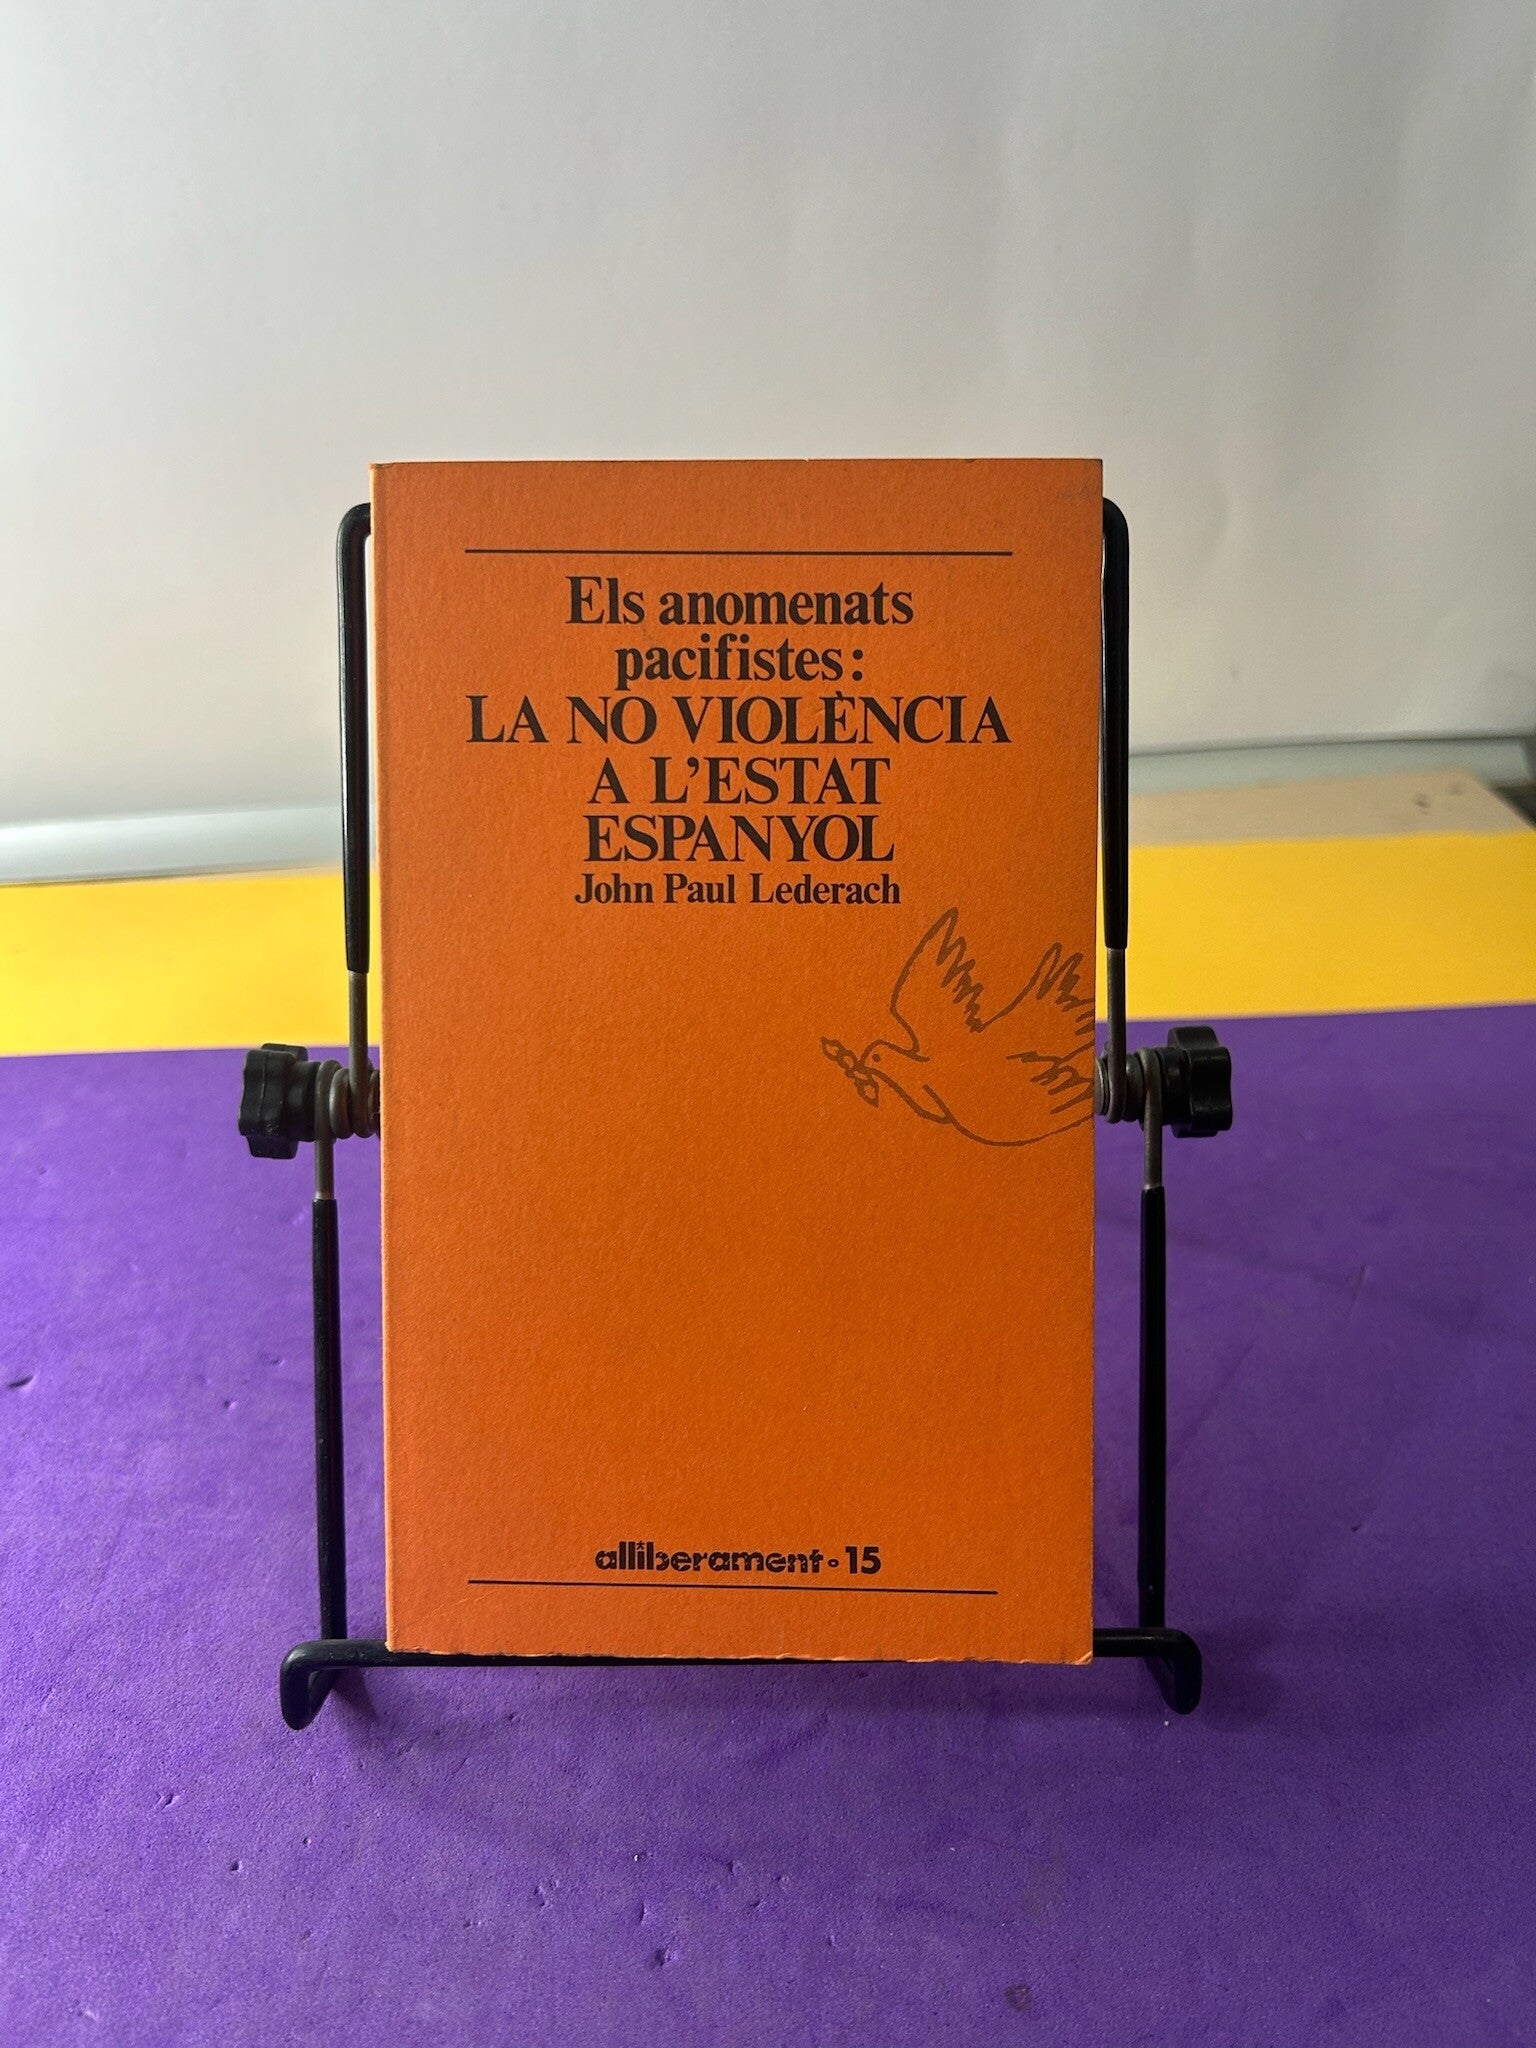 Els anomenats
pacifistes:
LA NO VIOLÈNCIA
A L'ESTAT
ESPANYOL
John Paul Lederach
alliberament · 15